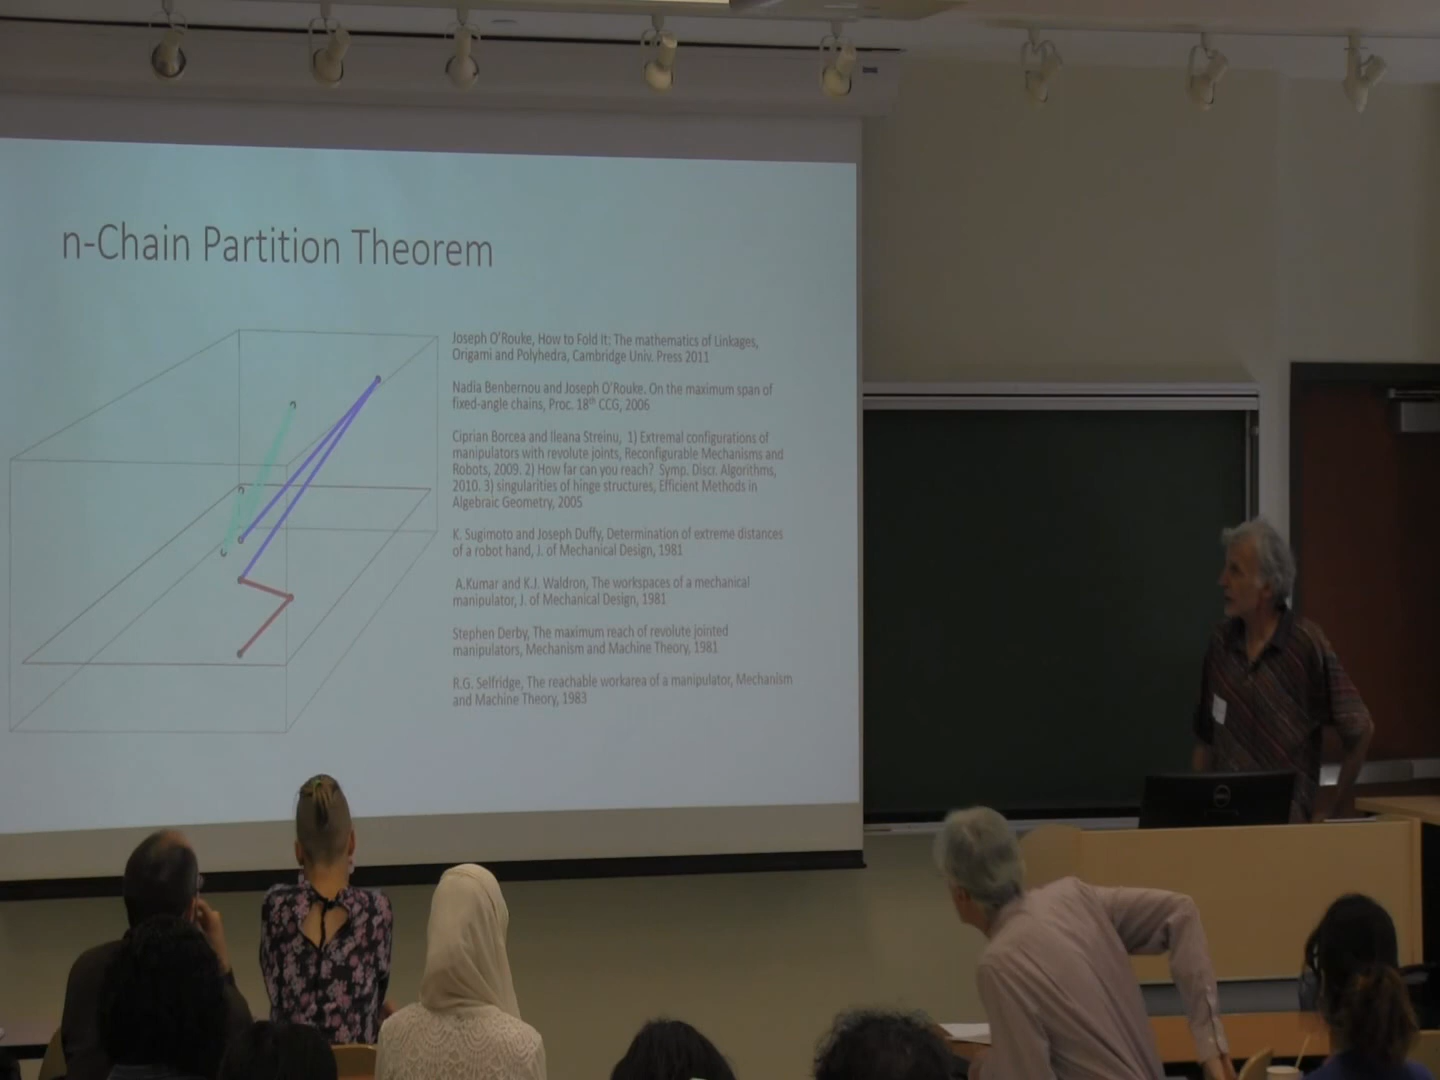 n-Chain Partition Theorem
Joseph O'Rouke, How to Fold It: The mathematics of Linkages,
Origami and Polyhedra, Cambridge Univ. Press 2011
Nadia Benbernou and Joseph O'Rouke. On the maximum span of
fixed-angle chains, Proc. 18th CCG, 2006
Ciprian Borcea and Ileana Streinu, 1) Extremal configurations of
manipulators with revolute joints, Reconfigurable Mechanisms and
Robots, 2009. 2) How far can you reach? Symp. Discr. Algorithms,
2010. 3) singularities of hinge structures, Efficient Methods in
Algebraic Geometry, 2005
K. Sugimoto and Joseph Duffy, Determination of extreme distances
of a robot hand, J. of Mechanical Design, 1981
A.Kumar and K.J. Waldron, The workspaces of a mechanical
manipulator, J. of Mechanical Design, 1981
Stephen Derby, The maximum reach of revolute jointed
manipulators, Mechanism and Machine Theory, 1981
R.G. Selfridge, The reachable workarea of a manipulator, Mechanism
and Machine Theory, 1983
DELL